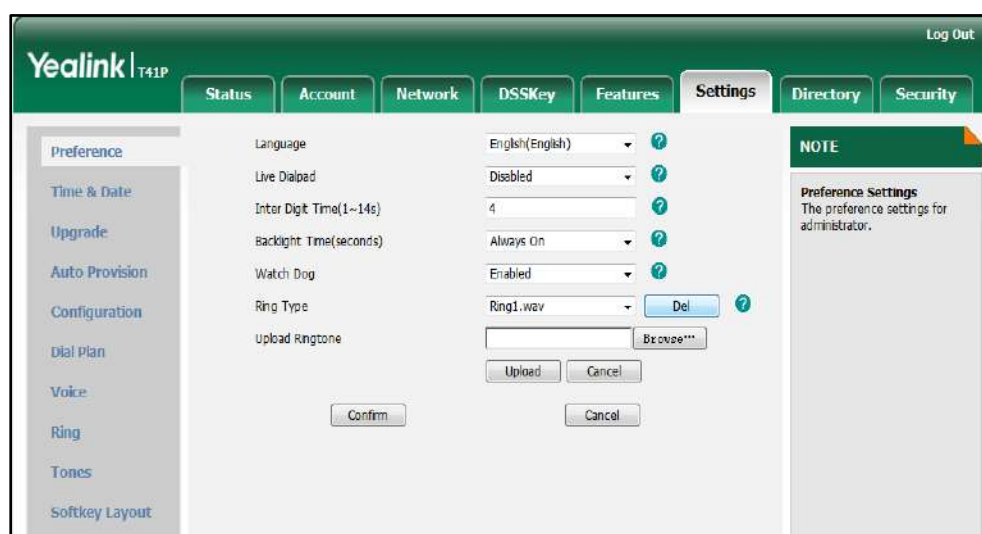 Log Out
Yealink T41P
Status Account Network DSSKey Features Settings Directory Security
Preference
Time & Date
Upgrade
Auto Provision
Configuration
Dial Plan
Voice
Ring
Tones
Softkey Layout
Language English(English)
Live Dialpad Disabled
Inter Digit Time(1~14s) 4
Backlight Time(seconds) Always On
Watch Dog Enabled
Ring Type Ring1.wav Del
Upload Ringtone Browse...
Upload Cancel
Confirm Cancel
NOTE
Preference Settings
The preference settings for
administrator.